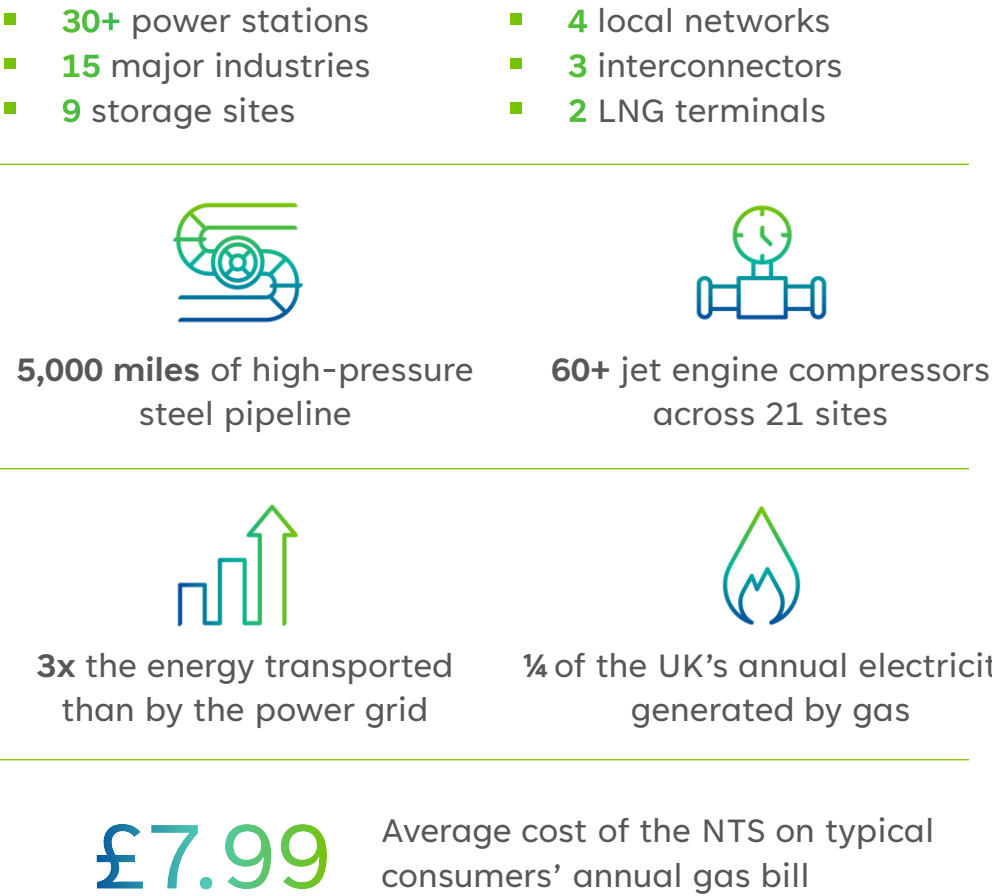 30+ power stations
15 major industries
9 storage sites
4 local networks
3 interconnectors
2 LNG terminals
5,000 miles of high-pressure
steel pipeline
60+ jet engine compressors
across 21 sites
3x the energy transported
than by the power grid
¼ of the UK's annual electricit
generated by gas
£7.99
Average cost of the NTS on typical
consumers' annual gas bill